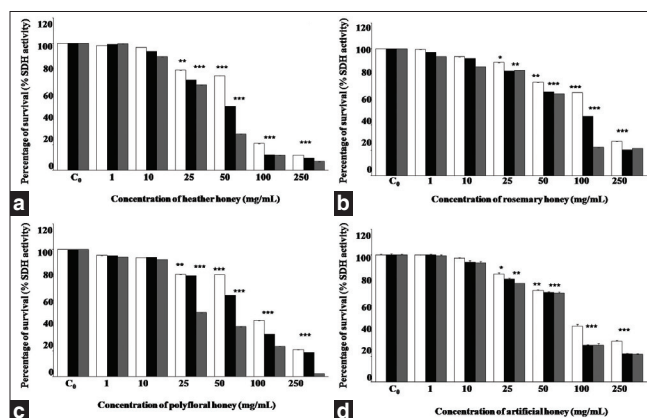 120
100
80
60
40
20
0
Percentage of survival (% SDH activity)
** *** *** *** ***
C0 1 10 25 50 100 250
Concentration of heather honey (mg/mL)
a
120
100
80
60
40
20
0
Percentage of survival (% SDH activity)
* ** ** *** *** *** ***
C0 1 10 25 50 100 250
Concentration of rosemary honey (mg/mL)
b
120
100
80
60
40
20
0
Percentage of survival (% SDH activity)
** *** *** *** ***
C0 1 10 25 50 100 250
Concentration of polyfloral honey (mg/mL)
c
120
100
80
60
40
20
0
Percentage of survival (% SDH activity)
* ** ** *** *** ***
C0 1 10 25 50 100 250
Concentration of artificial honey (mg/mL)
d